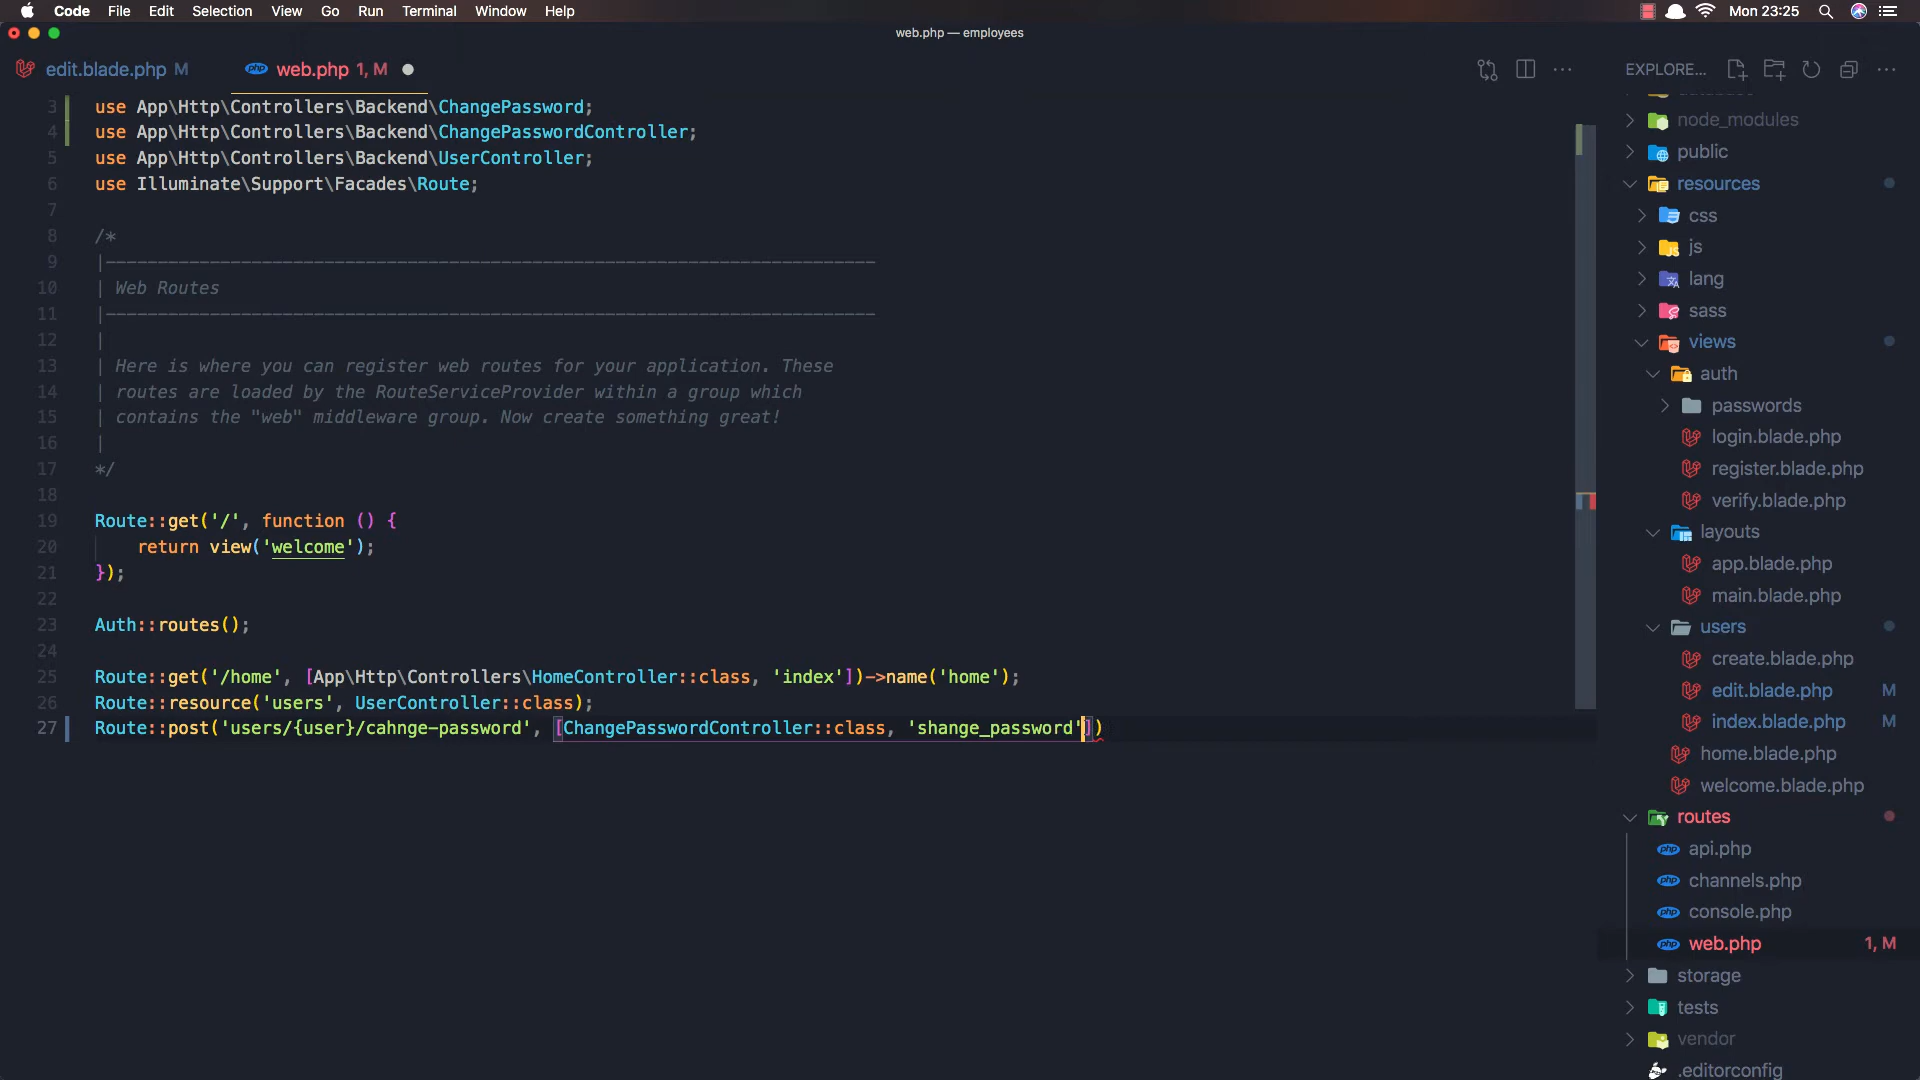 Code File Edit Selection View Go Run Terminal Window Help Mon 23:25
web.php — employees
edit.blade.php M
php web.php 1, M
EXPLORE...
3 use App\Http\Controllers\Backend\ChangePassword;
4 use App\Http\Controllers\Backend\ChangePasswordController;
5 use App\Http\Controllers\Backend\UserController;
6 use Illuminate\Support\Facades\Route;
7
8 /*
9 |--------------------------------------------------------------------------
10 | Web Routes
11 |--------------------------------------------------------------------------
12 |
13 | Here is where you can register web routes for your application. These
14 | routes are loaded by the RouteServiceProvider within a group which
15 | contains the "web" middleware group. Now create something great!
16 |
17 */
18
19 Route::get('/', function () {
20 return view('welcome');
21 });
22
23 Auth::routes();
24
25 Route::get('/home', [App\Http\Controllers\HomeController::class, 'index'])->name('home');
26 Route::resource('users', UserController::class);
27 Route::post('users/{user}/cahnge-password', [ChangePasswordController::class, 'shange_password'])
node_modules
public
resources
css
js
lang
sass
views
auth
passwords
login.blade.php
register.blade.php
verify.blade.php
layouts
app.blade.php
main.blade.php
users
create.blade.php
edit.blade.php M
index.blade.php M
home.blade.php
welcome.blade.php
routes
php api.php
php channels.php
php console.php
php web.php 1, M
storage
tests
vendor
.editorconfig